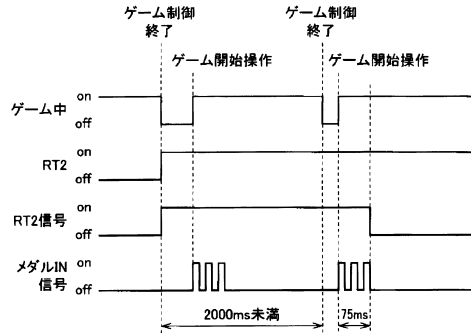 ゲーム制御
終了
ゲーム制御
終了
ゲーム開始操作
ゲーム開始操作
ゲーム中
on
off
RT2
on
off
RT2信号
on
off
メダルIN
信号
on
off
2000ms未満
75ms